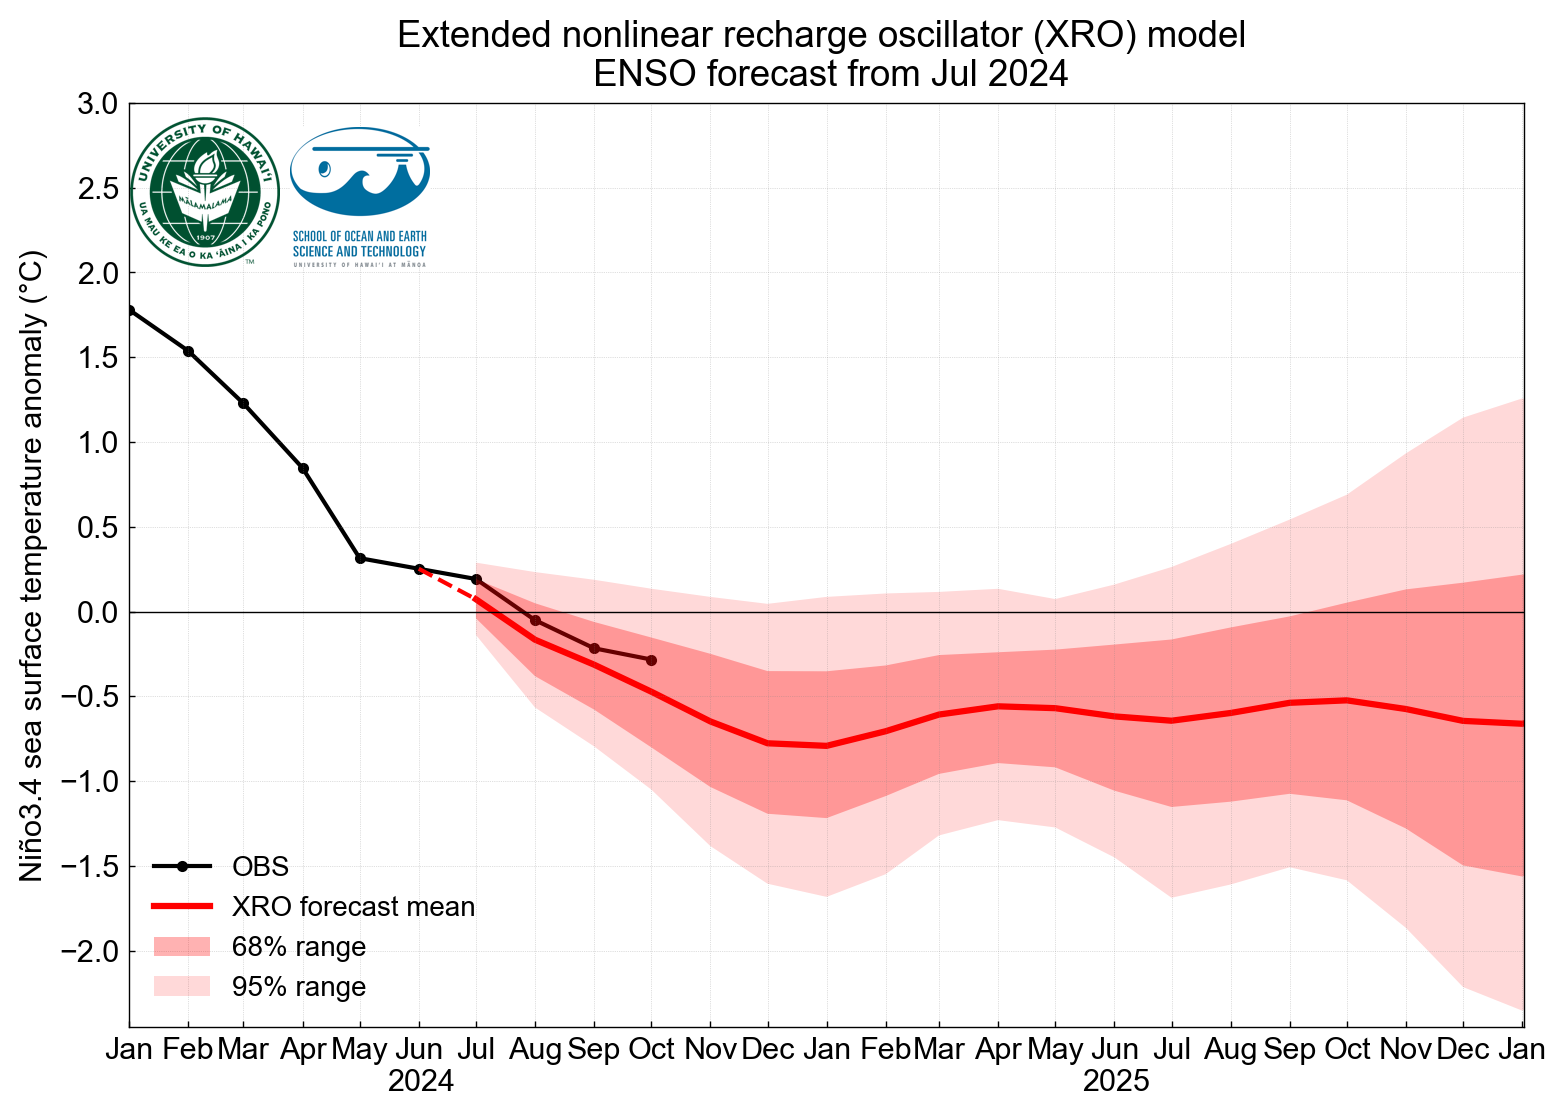 Extended nonlinear recharge oscillator (XRO) model
ENSO forecast from Jul 2024
Niño3.4 sea surface temperature anomaly (°C)
3.0
2.5
2.0
1.5
1.0
0.5
0.0
−0.5
−1.0
−1.5
−2.0
UNIVERSITY OF HAWAI‘I
MĀLAMALAMA
1907
UA MAU KE EA O KA ‘ĀINA I KA PONO
TM
SCHOOL OF OCEAN AND EARTH
SCIENCE AND TECHNOLOGY
UNIVERSITY OF HAWAI‘I AT MĀNOA
OBS
XRO forecast mean
68% range
95% range
Jan Feb Mar Apr May Jun Jul Aug Sep Oct Nov Dec Jan Feb Mar Apr May Jun Jul Aug Sep Oct Nov Dec Jan
2024 2025